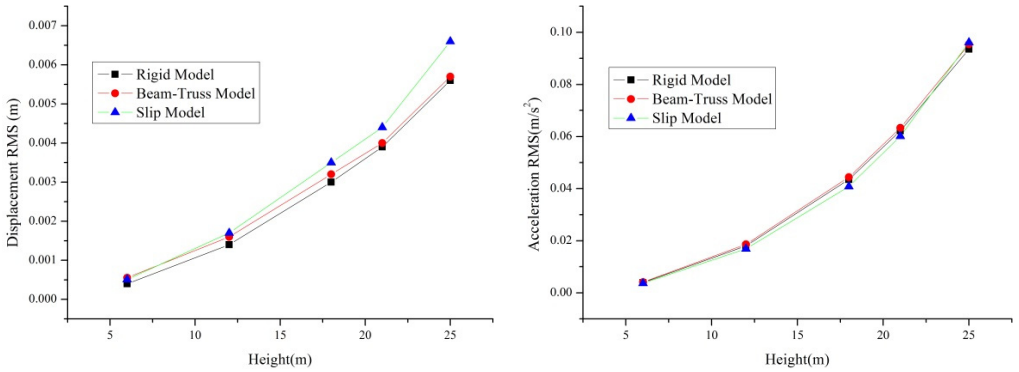 0.007
0.006
0.005
0.004
0.003
0.002
0.001
0.000
Displacement RMS (m)
Rigid Model
Beam-Truss Model
Slip Model
5 10 15 20 25
Height(m)
0.10
0.08
0.06
0.04
0.02
0.00
Acceleration RMS(m/s²)
Rigid Model
Beam-Truss Model
Slip Model
5 10 15 20 25
Height(m)